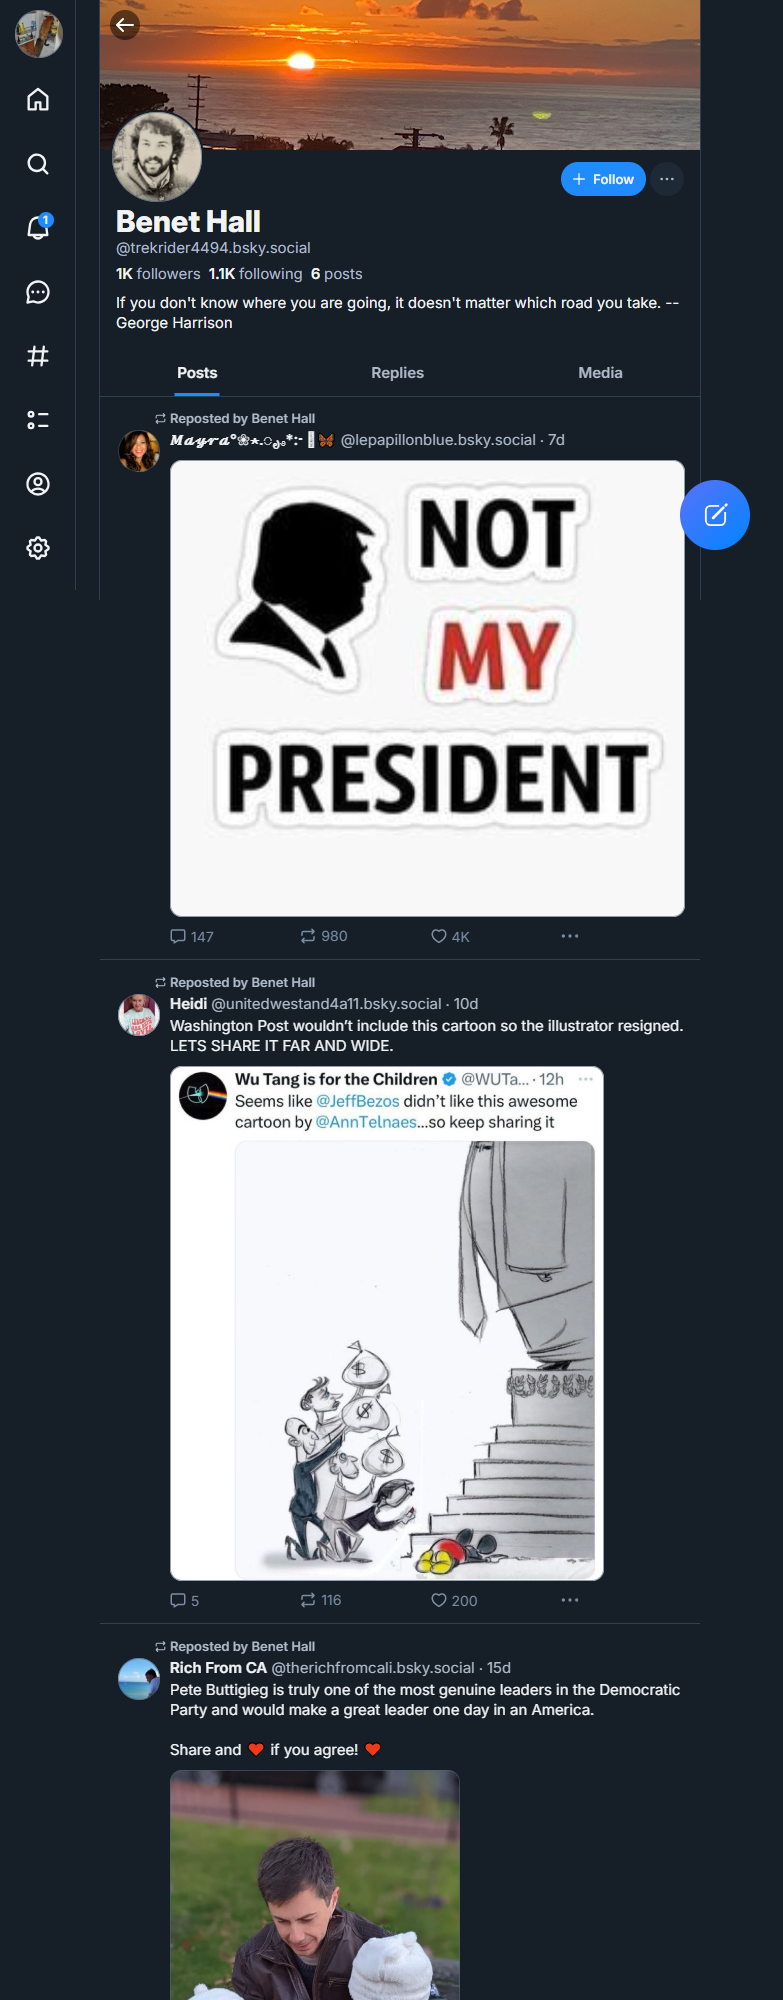 1
Follow
Benet Hall
@trekrider4494.bsky.social
1K followers 1.1K following 6 posts
If you don't know where you are going, it doesn't matter which road you take. --
George Harrison
Posts Replies Media
Reposted by Benet Hall
𝑴𝒂𝒚𝒓𝒂 @lepapillonblue.bsky.social · 7d
NOT
MY
PRESIDENT
147 980 4K
Reposted by Benet Hall
Heidi @unitedwestand4a11.bsky.social · 10d
Washington Post wouldn’t include this cartoon so the illustrator resigned.
LETS SHARE IT FAR AND WIDE.
Wu Tang is for the Children @WUTa... · 12h
Seems like @JeffBezos didn’t like this awesome
cartoon by @AnnTelnaes...so keep sharing it
$
$
$
5 116 200
Reposted by Benet Hall
Rich From CA @therichfromcali.bsky.social · 15d
Pete Buttigieg is truly one of the most genuine leaders in the Democratic
Party and would make a great leader one day in an America.
Share and ❤️ if you agree! ❤️